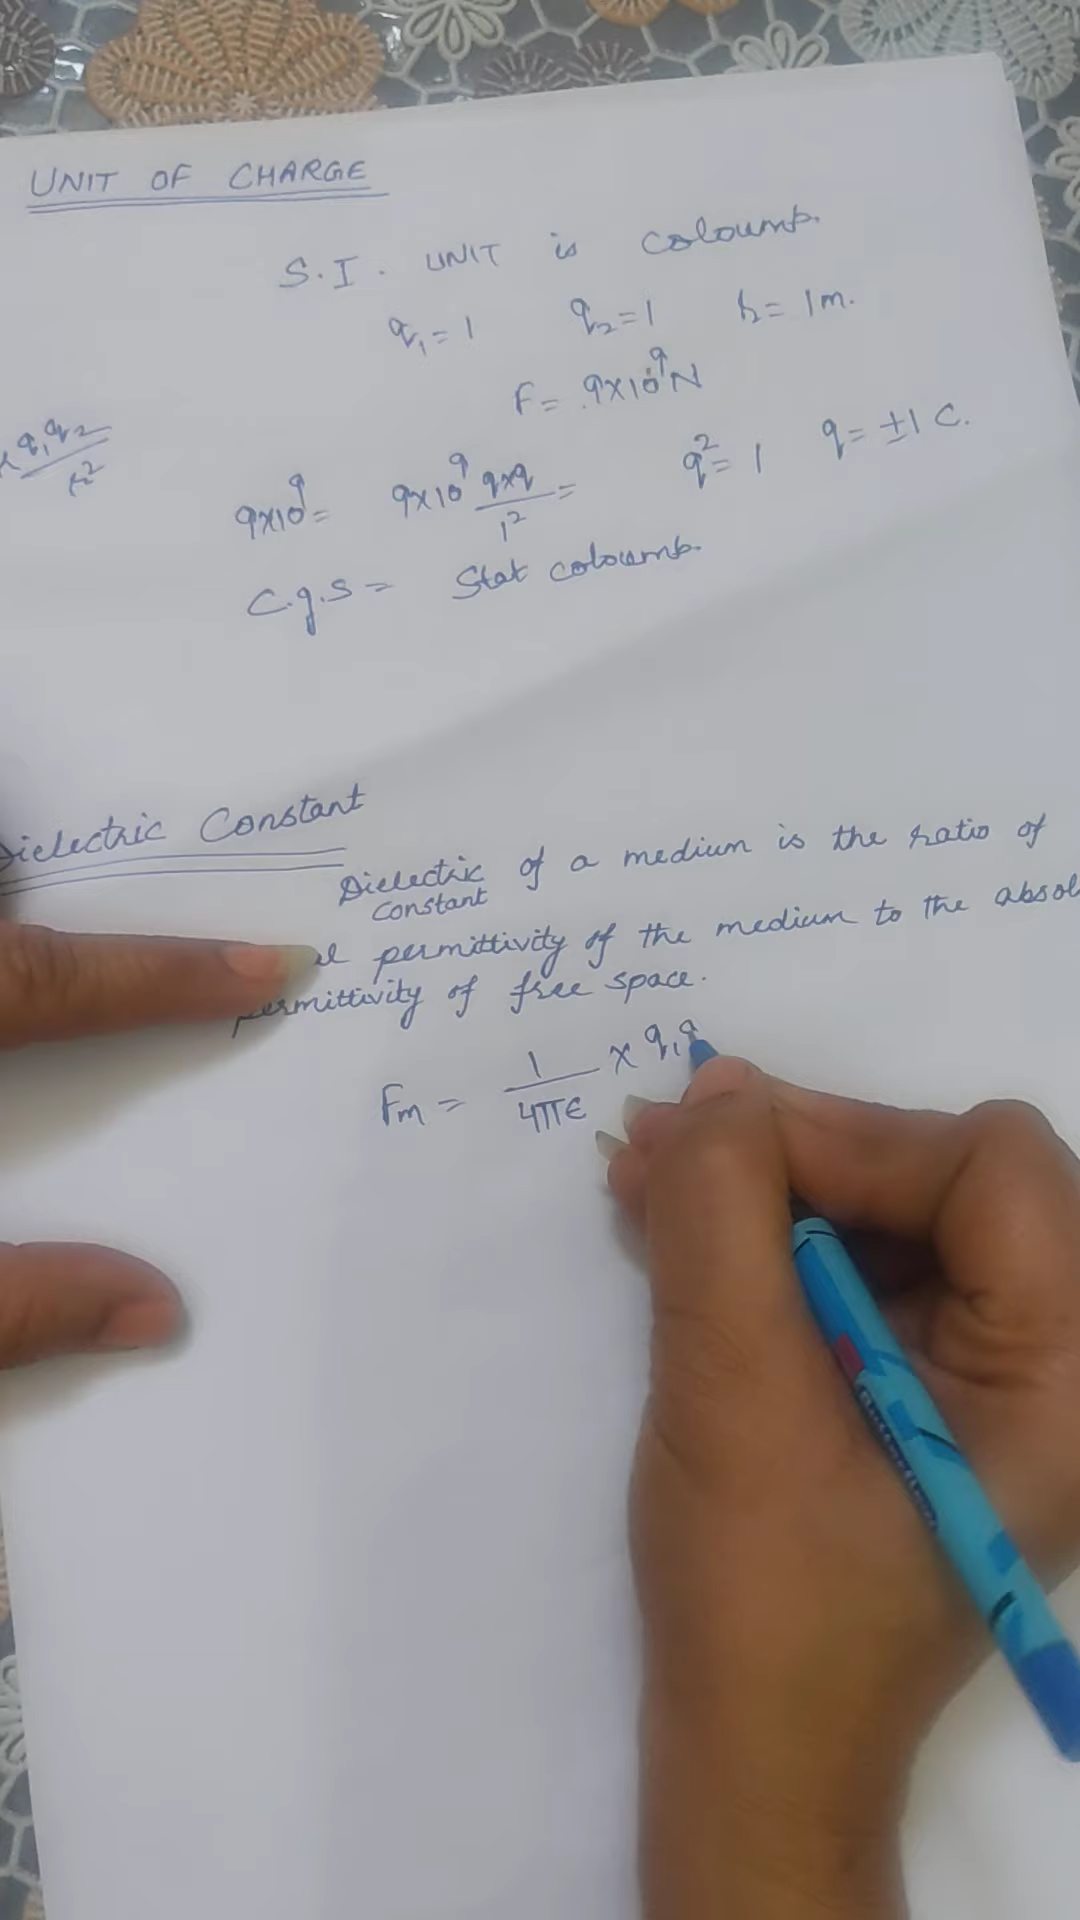 UNIT OF CHARGE
S.I. UNIT is coloumb.
q₁ = 1 q₂ = 1 r = 1m.
F = 9×10⁹N
q₁q₂/r²
9×10⁹ = 9×10⁹ q×q/1² = q² = 1 q = ±1 C.
C.g.S = Stat coloumb.
Dielectric Constant
Dielectric constant of a medium is the ratio of
permittivity of the medium to the absol
permittivity of free space.
Fm = 1/4πϵ × q₁q